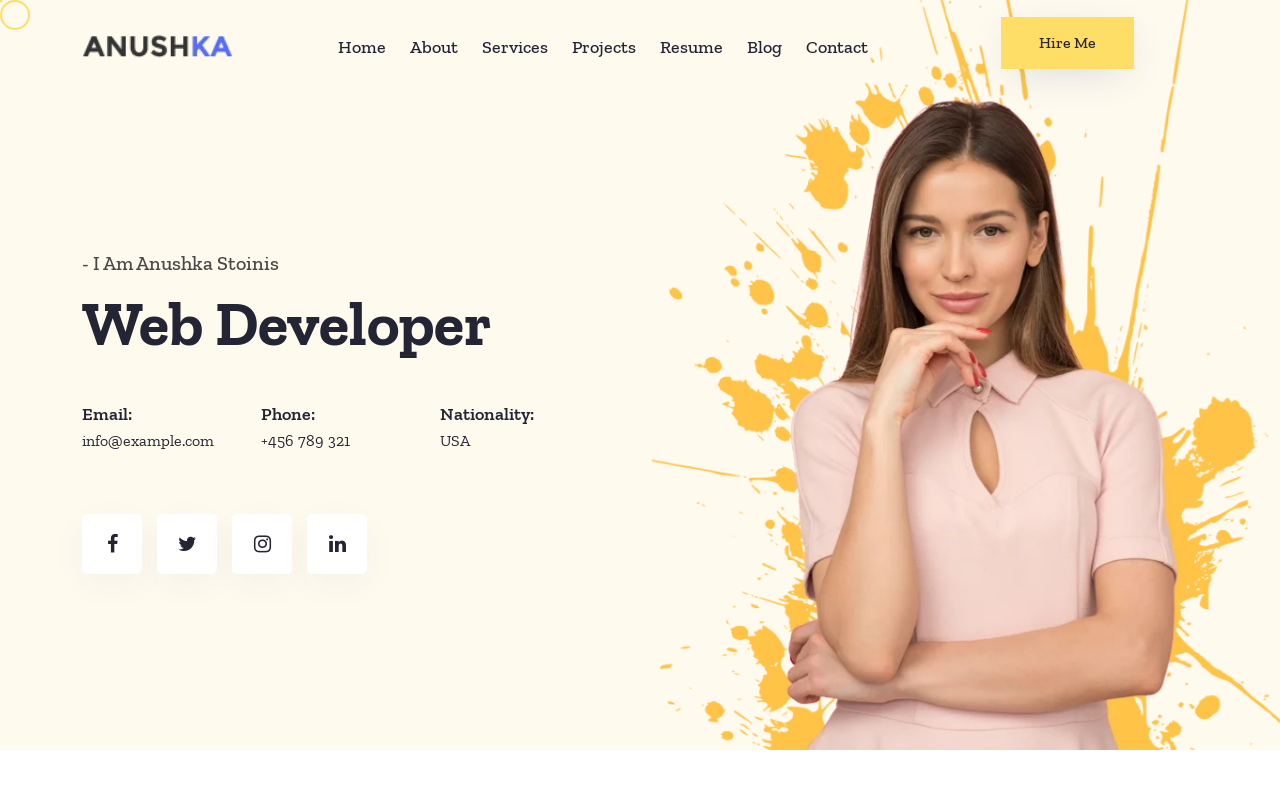 ANUSHKA
Home About Services Projects Resume Blog Contact
Hire Me
- I Am Anushka Stoinis
Web Developer
Email: Phone: Nationality:
info@example.com +456 789 321 USA